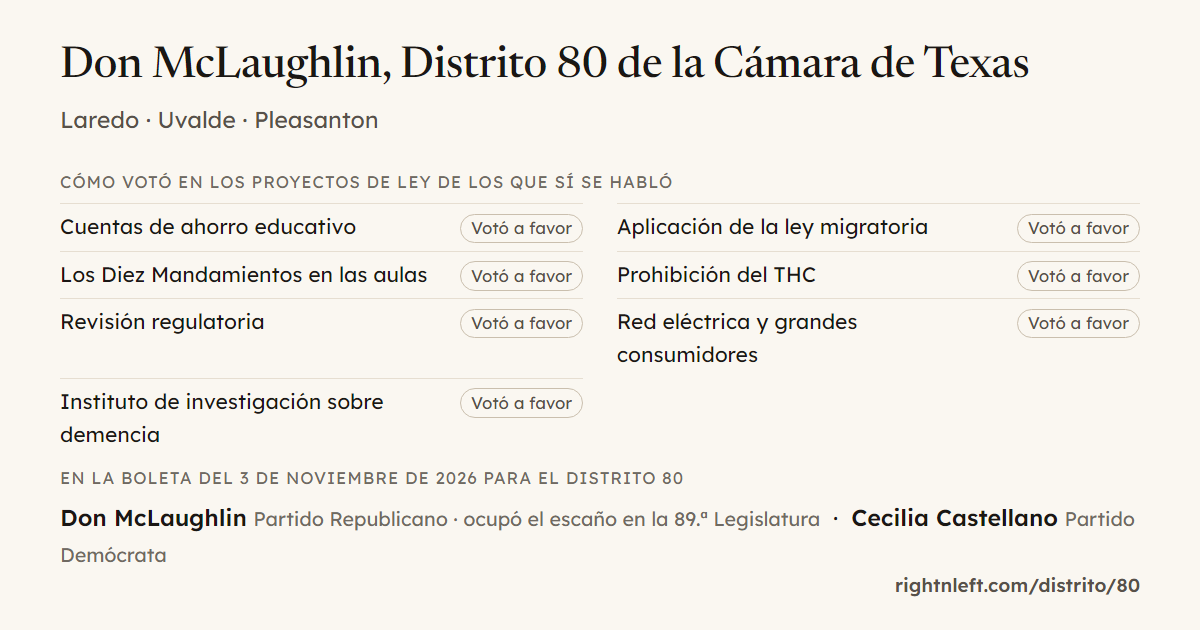 Don McLaughlin, Distrito 80 de la Cámara de Texas
Laredo · Uvalde · Pleasanton
CÓMO VOTÓ EN LOS PROYECTOS DE LEY DE LOS QUE SÍ SE HABLÓ
Cuentas de ahorro educativo Votó a favor
Aplicación de la ley migratoria Votó a favor
Los Diez Mandamientos en las aulas Votó a favor
Prohibición del THC Votó a favor
Revisión regulatoria Votó a favor
Red eléctrica y grandes Votó a favor
consumidores
Instituto de investigación sobre Votó a favor
demencia
EN LA BOLETA DEL 3 DE NOVIEMBRE DE 2026 PARA EL DISTRITO 80
Don McLaughlin Partido Republicano · ocupó el escaño en la 89.ª Legislatura · Cecilia Castellano Partido
Demócrata
rightnleft.com/distrito/80